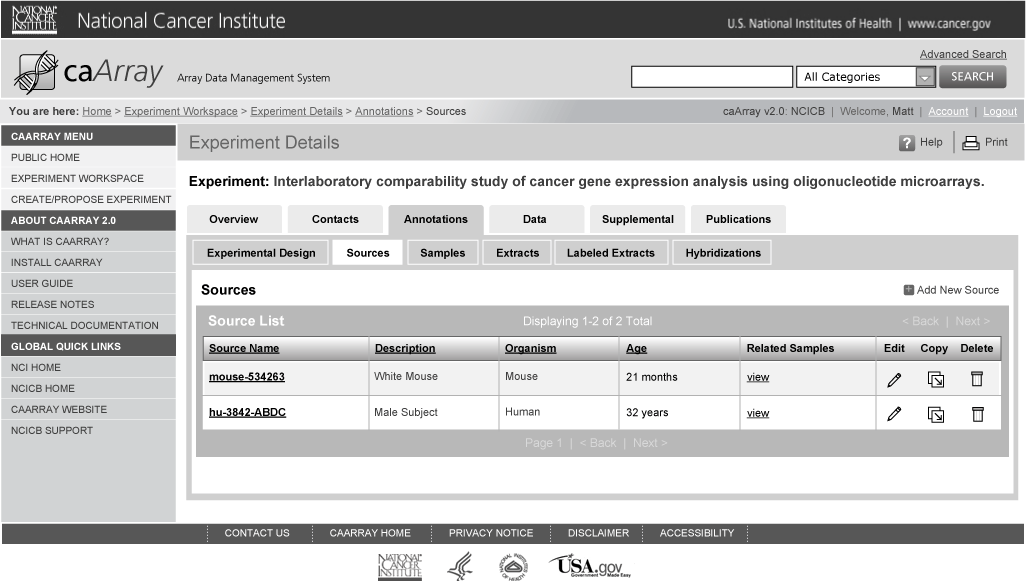 NATIONAL CANCER INSTITUTE
National Cancer Institute
U.S. National Institutes of Health | www.cancer.gov
caArray Array Data Management System
Advanced Search
All Categories SEARCH
You are here: Home > Experiment Workspace > Experiment Details > Annotations > Sources
caArray v2.0: NCICB | Welcome, Matt | Account | Logout
CAARRAY MENU
PUBLIC HOME
EXPERIMENT WORKSPACE
CREATE/PROPOSE EXPERIMENT
ABOUT CAARRAY 2.0
WHAT IS CAARRAY?
INSTALL CAARRAY
USER GUIDE
RELEASE NOTES
TECHNICAL DOCUMENTATION
GLOBAL QUICK LINKS
NCI HOME
NCICB HOME
CAARRAY WEBSITE
NCICB SUPPORT
Experiment Details
? Help Print
Experiment: Interlaboratory comparability study of cancer gene expression analysis using oligonucleotide microarrays.
Overview Contacts Annotations Data Supplemental Publications
Experimental Design Sources Samples Extracts Labeled Extracts Hybridizations
Sources
Add New Source
Source List Displaying 1-2 of 2 Total < Back | Next >
Source Name Description Organism Age Related Samples Edit Copy Delete
mouse-534263 White Mouse Mouse 21 months view
hu-3842-ABDC Male Subject Human 32 years view
Page 1 | < Back | Next >
CONTACT US CAARRAY HOME PRIVACY NOTICE DISCLAIMER ACCESSIBILITY
NATIONAL CANCER INSTITUTE
USA.gov
Government Made Easy